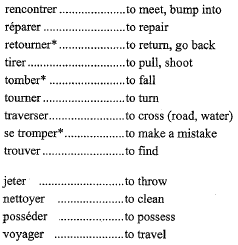 rencontrer .................... to meet, bump into
réparer .......................... to repair
retourner* ..................... to return, go back
tirer ............................... to pull, shoot
tomber* ........................ to fall
tourner .......................... to turn
traverser ........................ to cross (road, water)
se tromper* ................... to make a mistake
trouver .......................... to find
jeter .......................... to throw
nettoyer .......................... to clean
posséder .......................... to possess
voyager .......................... to travel